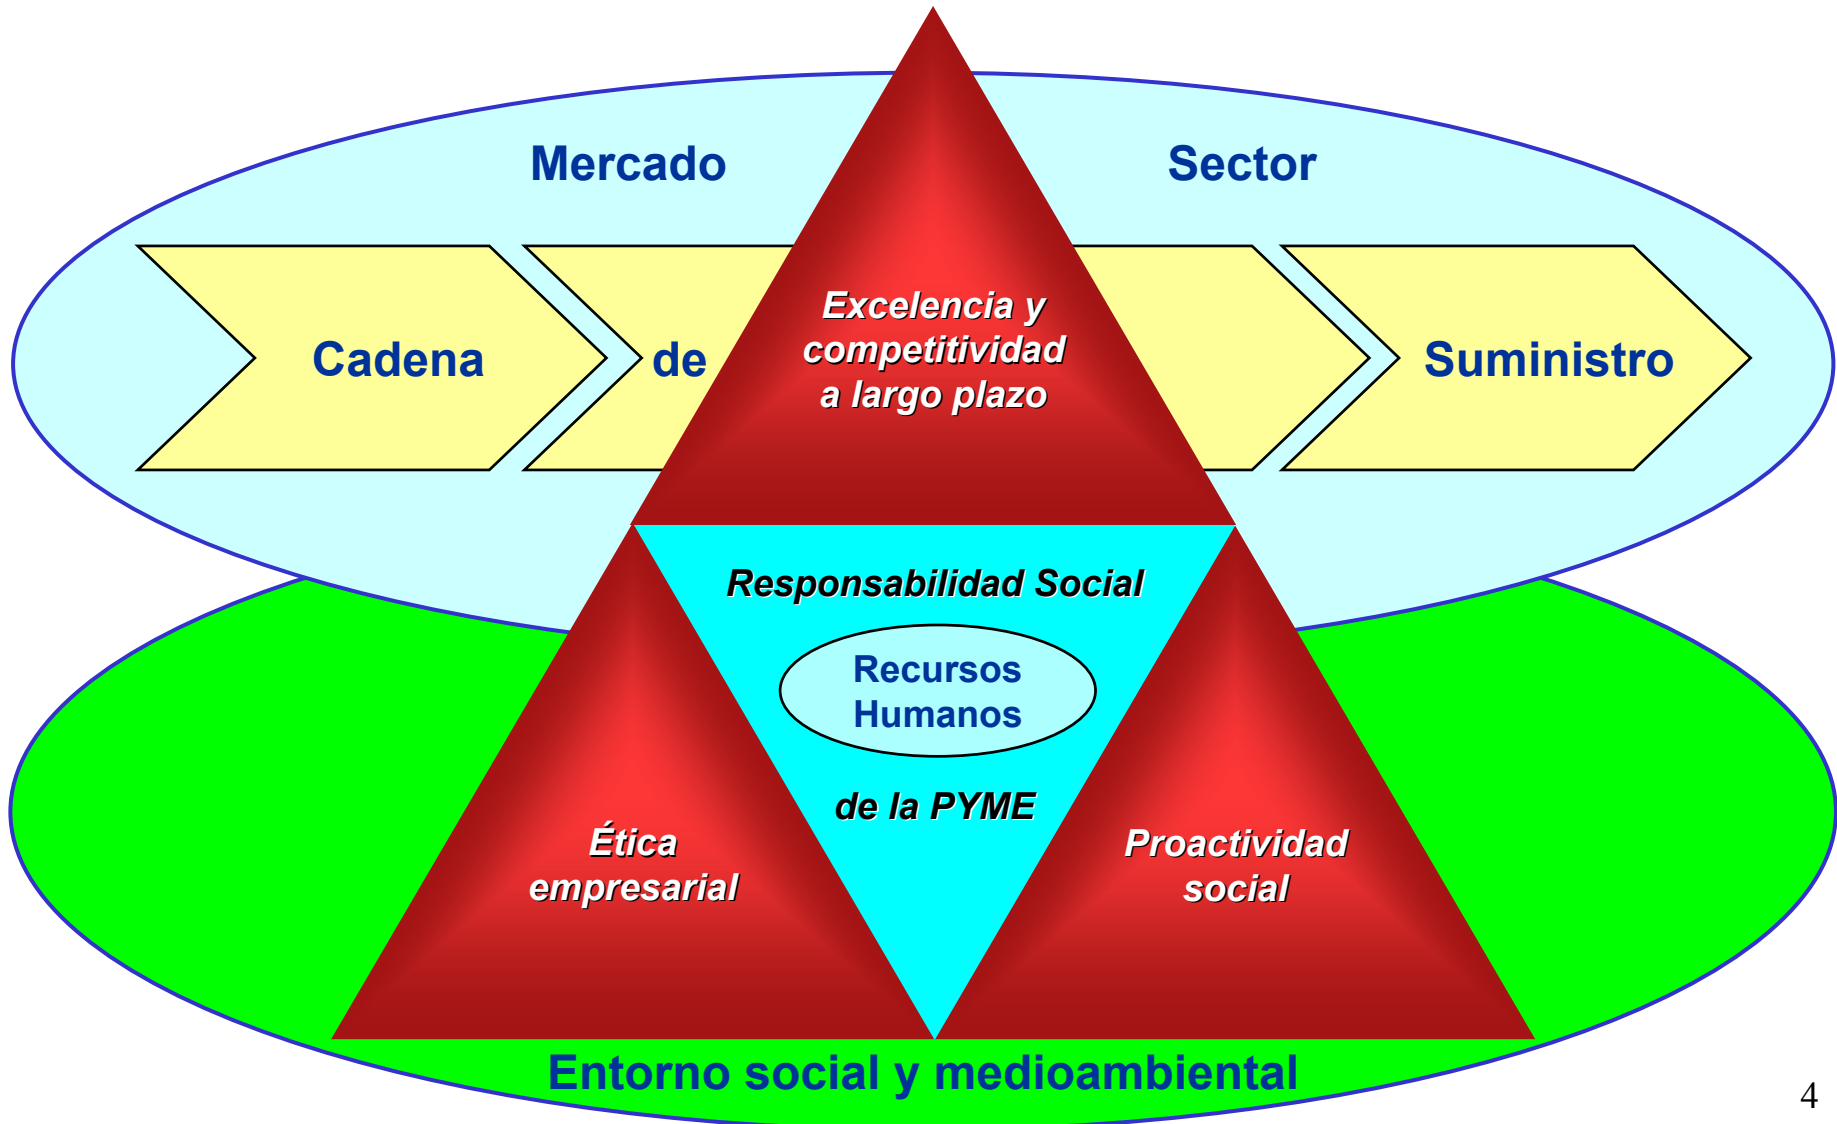 Mercado
Sector
Excelencia y
competitividad
a largo plazo
Cadena
de
Suministro
Responsabilidad Social
Recursos
Humanos
de la PYME
Ética
empresarial
Proactividad
social
Entorno social y medioambiental
4